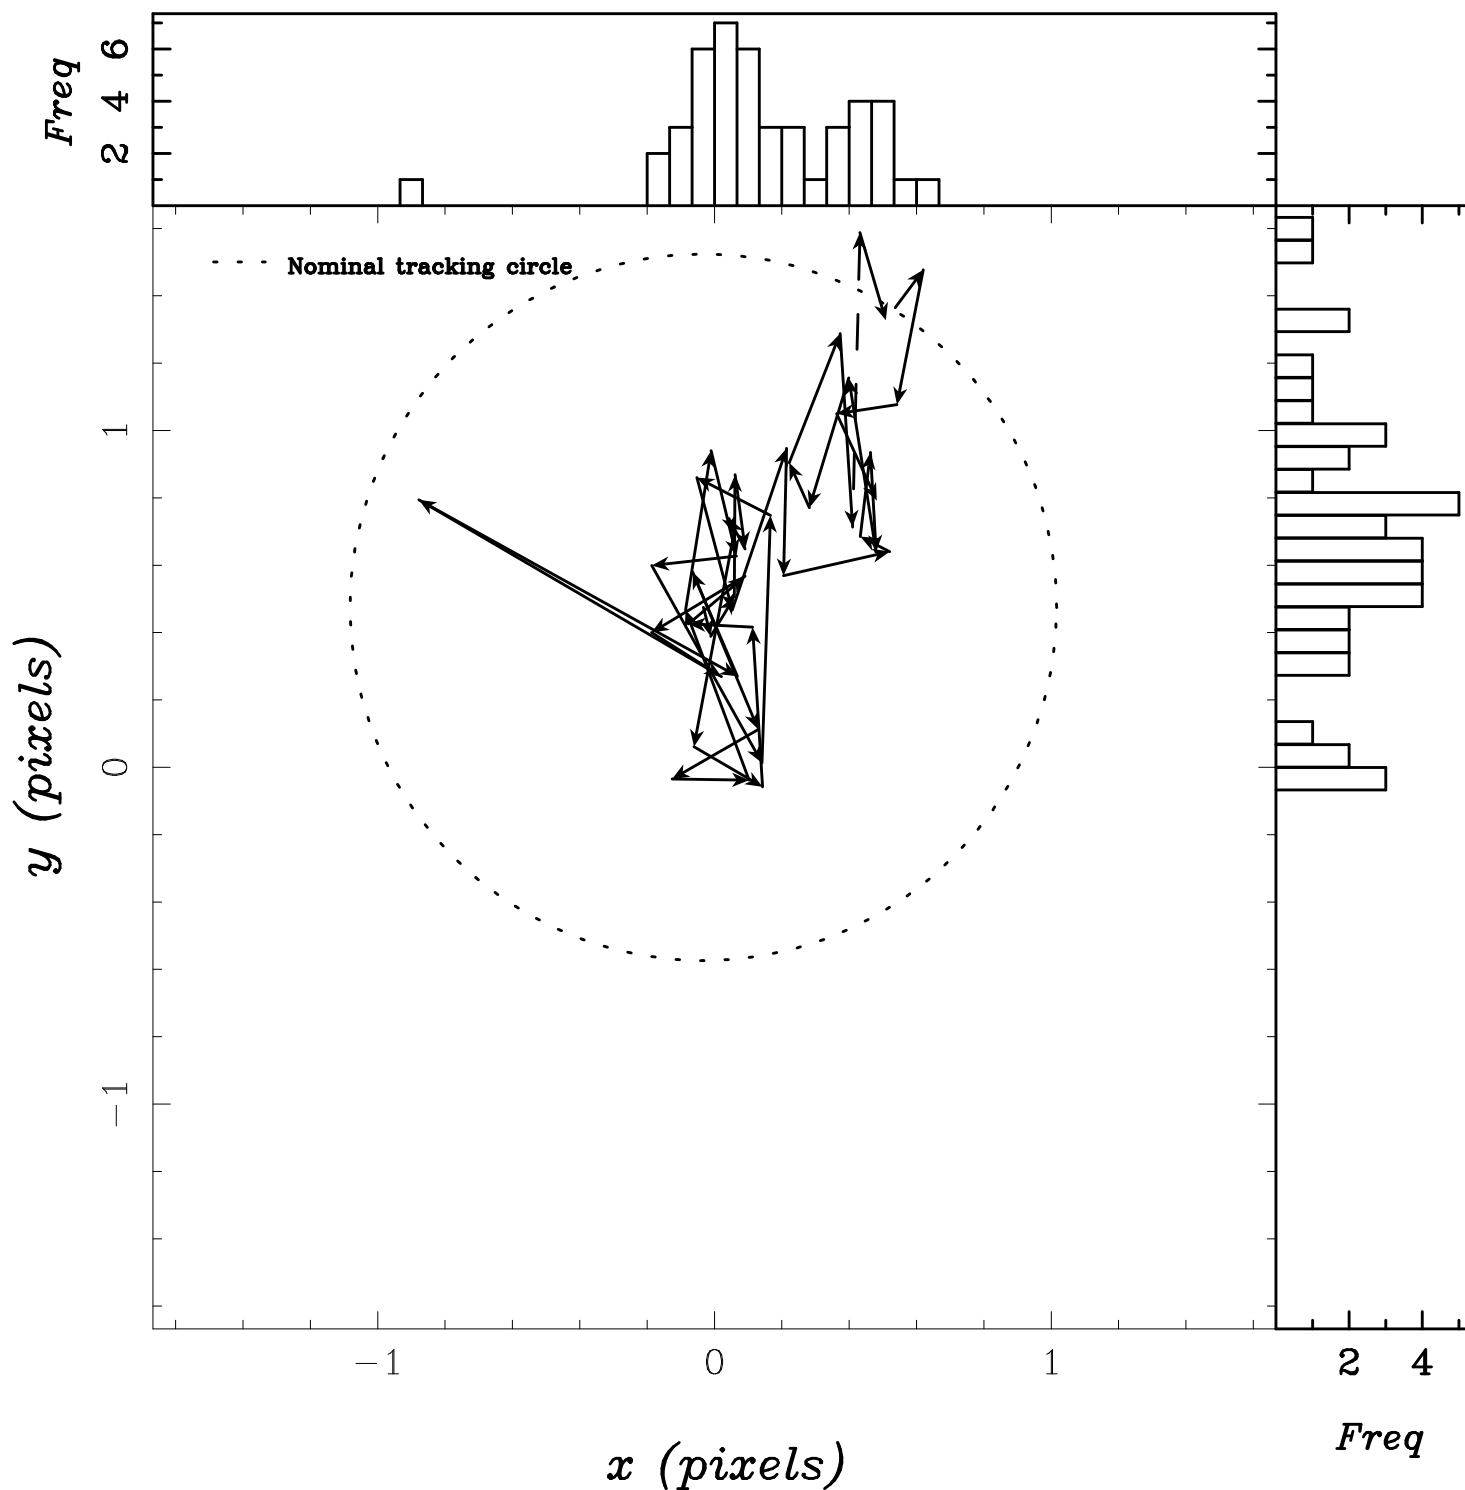 Freq
6
4
2
Nominal tracking circle
y (pixels)
1
0
−1
−1 0 1
2 4
x (pixels)
Freq